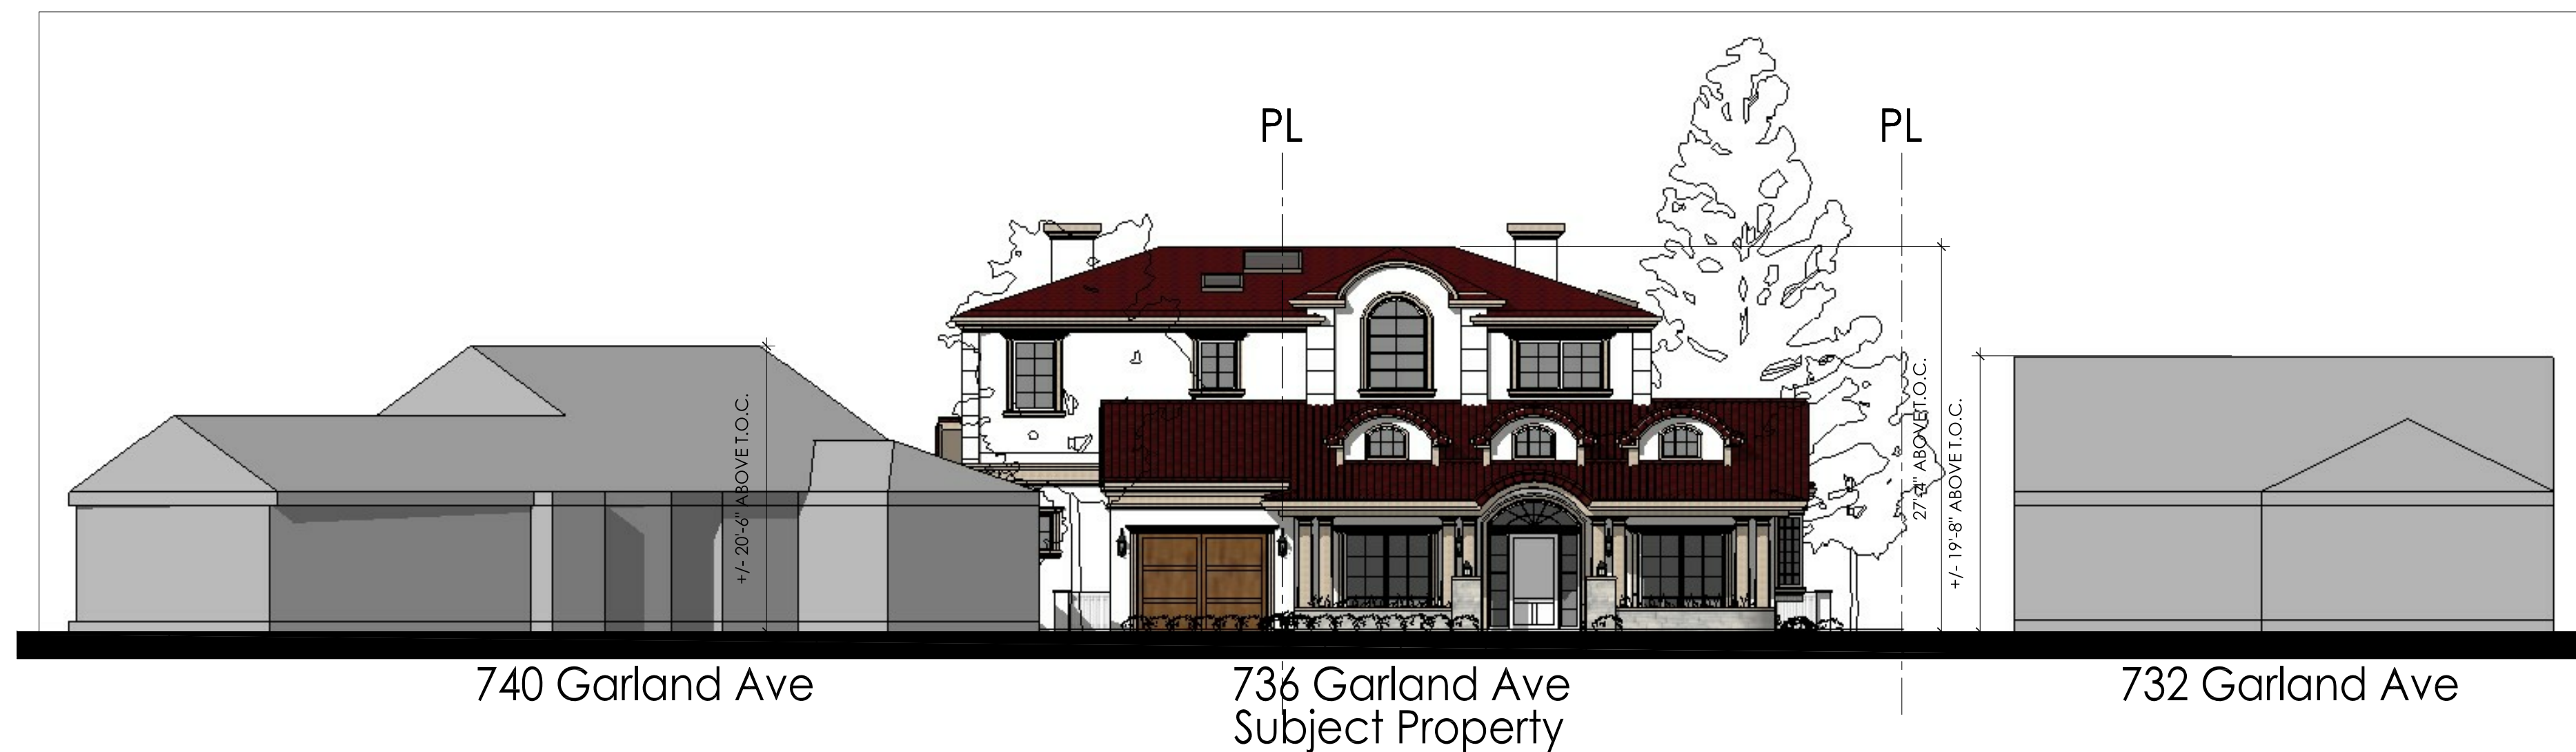 PL
PL
+/- 20'-6" ABOVE T.O.C.
27'-4" ABOVE T.O.C.
+/- 19'-8" ABOVE T.O.C.
740 Garland Ave
736 Garland Ave
Subject Property
732 Garland Ave